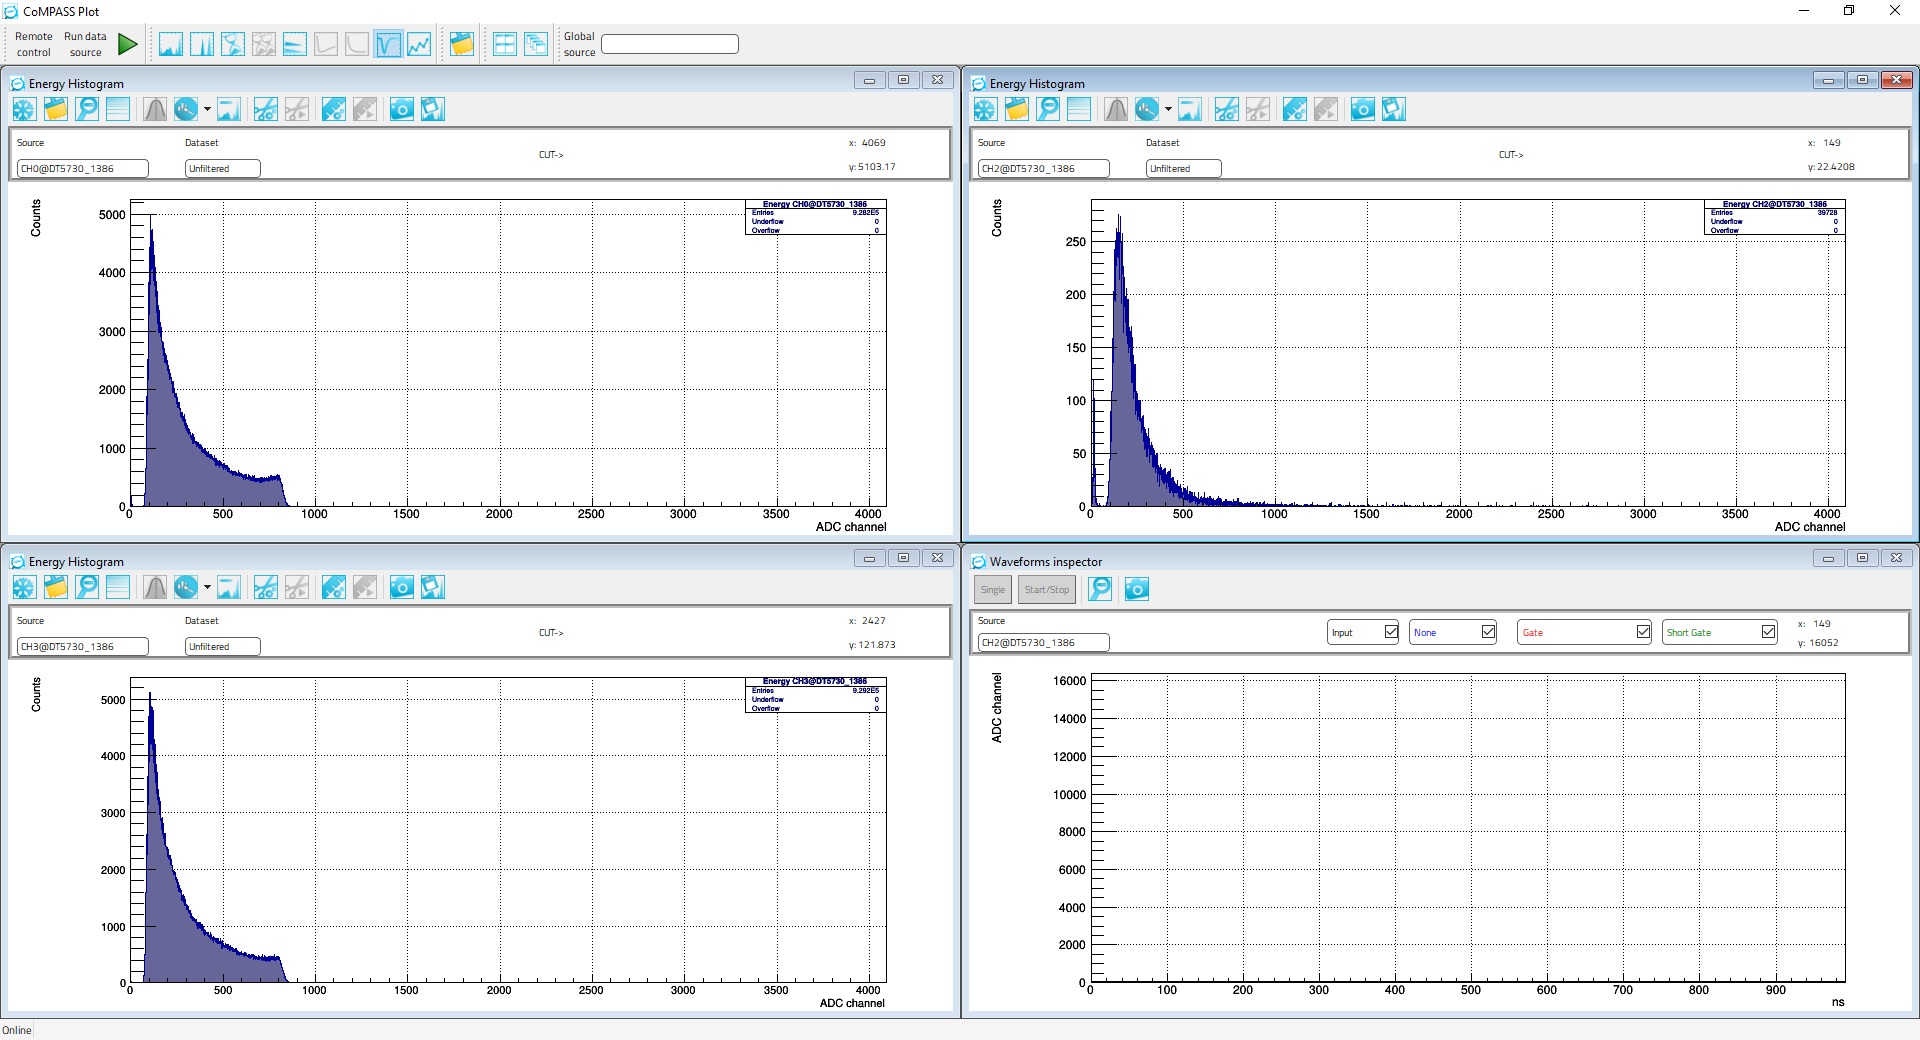 CoMPASS Plot
Remote control
Run data source
Global source
Energy Histogram
Source
Dataset
CH0@DT5730_1386
Unfiltered
CUT->
x: 4069
y: 5103.17
Counts
5000
4000
3000
2000
1000
0
0 500 1000 1500 2000 2500 3000 3500 4000
ADC channel
Energy CH0@DT5730_1386
Entries 9.282E5
Underflow 0
Overflow 0
Energy Histogram
Source
Dataset
CH2@DT5730_1386
Unfiltered
CUT->
x: 149
y: 22.4208
Counts
250
200
150
100
50
0
0 500 1000 1500 2000 2500 3000 3500 4000
ADC channel
Energy CH2@DT5730_1386
Entries 39728
Underflow 0
Overflow 0
Energy Histogram
Source
Dataset
CH3@DT5730_1386
Unfiltered
CUT->
x: 2427
y: 121.873
Counts
5000
4000
3000
2000
1000
0
0 500 1000 1500 2000 2500 3000 3500 4000
ADC channel
Energy CH3@DT5730_1386
Entries 9.292E5
Underflow 0
Overflow 0
Waveforms inspector
Single
Start/Stop
Source
CH2@DT5730_1386
Input
None
Gate
Short Gate
x: 149
y: 16052
ADC channel
16000
14000
12000
10000
8000
6000
4000
2000
0
0 100 200 300 400 500 600 700 800 900
ns
Online